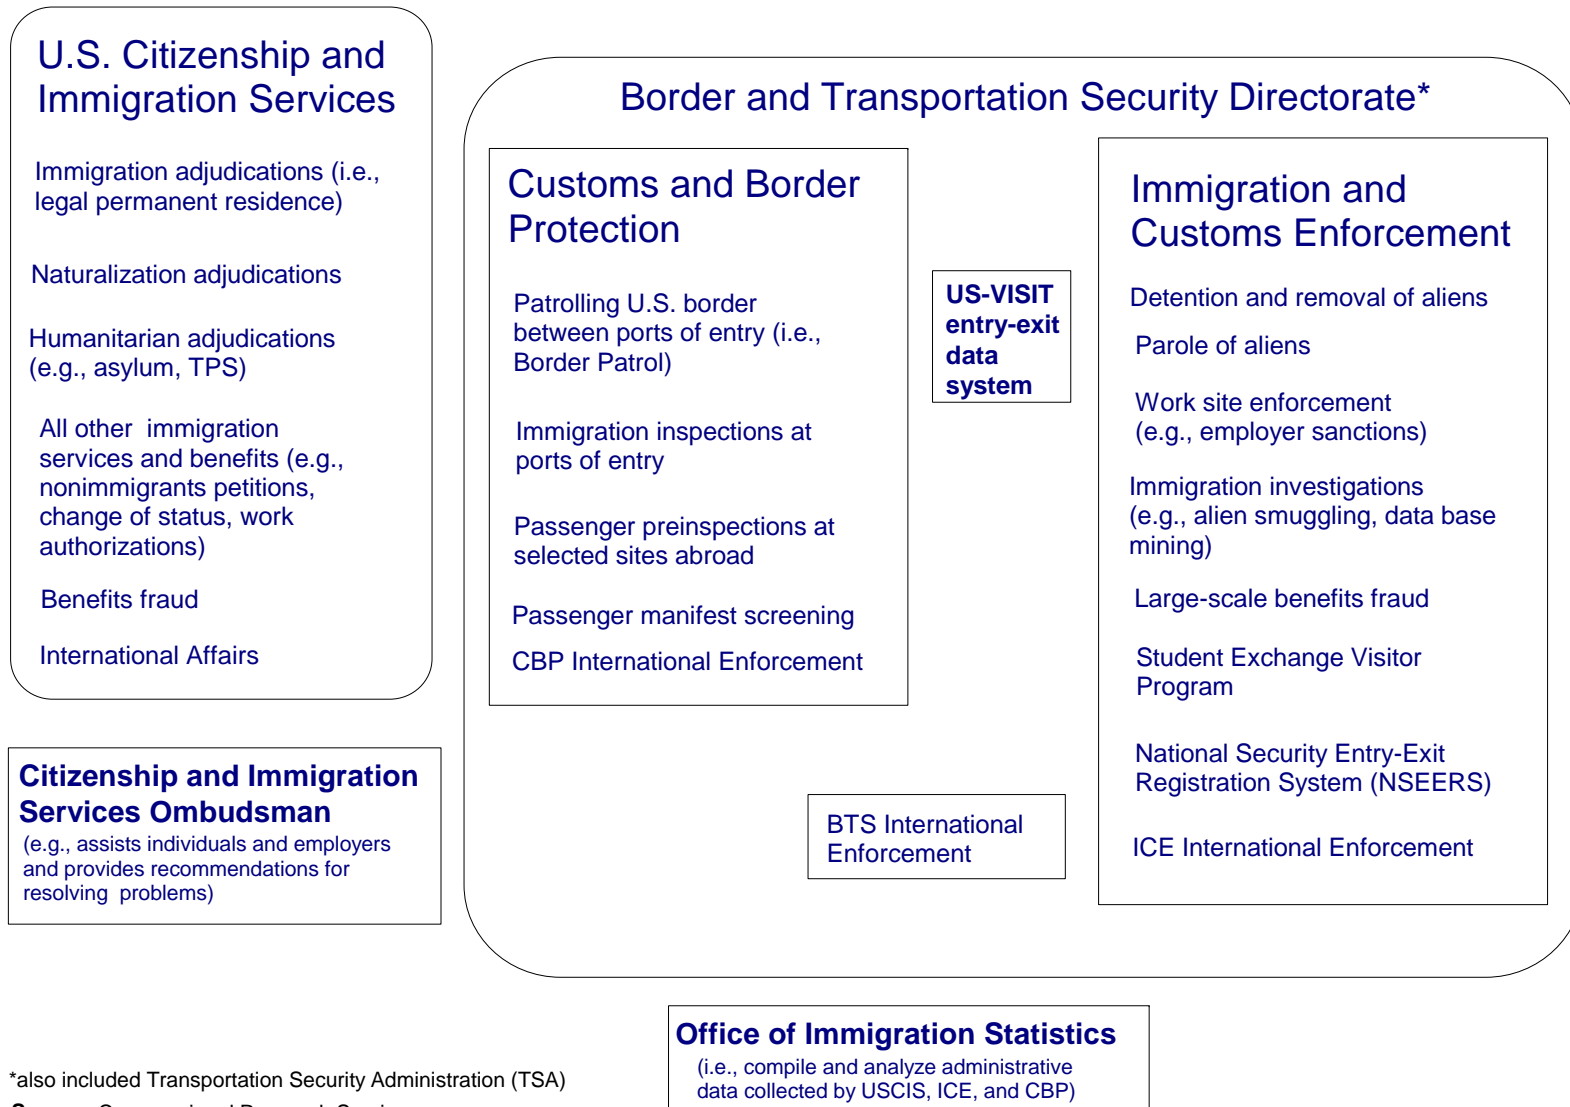 U.S. Citizenship and
Immigration Services
Immigration adjudications (i.e.,
legal permanent residence)
Naturalization adjudications
Humanitarian adjudications
(e.g., asylum, TPS)
All other immigration
services and benefits (e.g.,
nonimmigrants petitions,
change of status, work
authorizations)
Benefits fraud
International Affairs
Citizenship and Immigration
Services Ombudsman
(e.g., assists individuals and employers
and provides recommendations for
resolving problems)
Border and Transportation Security Directorate*
Customs and Border
Protection
Patrolling U.S. border
between ports of entry (i.e.,
Border Patrol)
Immigration inspections at
ports of entry
Passenger preinspections at
selected sites abroad
Passenger manifest screening
CBP International Enforcement
US-VISIT
entry-exit
data
system
BTS International
Enforcement
Immigration and
Customs Enforcement
Detention and removal of aliens
Parole of aliens
Work site enforcement
(e.g., employer sanctions)
Immigration investigations
(e.g., alien smuggling, data base
mining)
Large-scale benefits fraud
Student Exchange Visitor
Program
National Security Entry-Exit
Registration System (NSEERS)
ICE International Enforcement
Office of Immigration Statistics
(i.e., compile and analyze administrative
data collected by USCIS, ICE, and CBP)
*also included Transportation Security Administration (TSA)